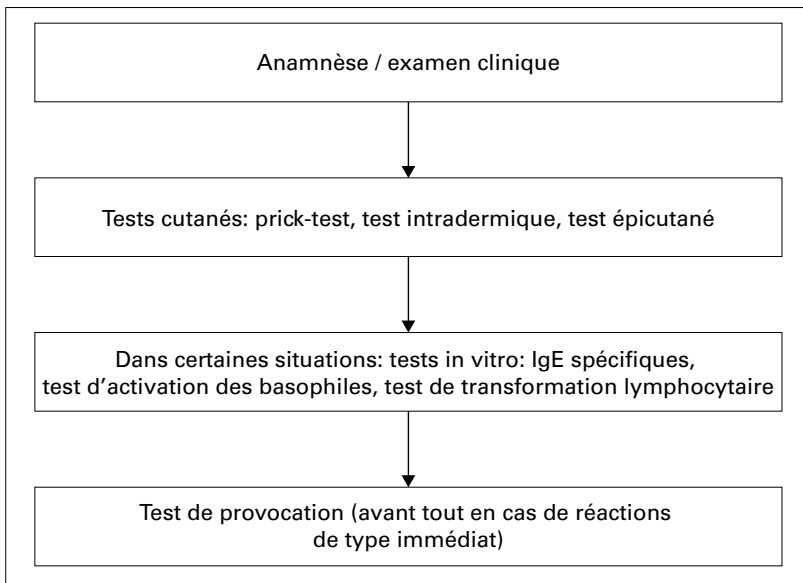 Anamnèse / examen clinique
Tests cutanés: prick-test, test intradermique, test épicutané
Dans certaines situations: tests in vitro: IgE spécifiques,
test d’activation des basophiles, test de transformation lymphocytaire
Test de provocation (avant tout en cas de réactions
de type immédiat)